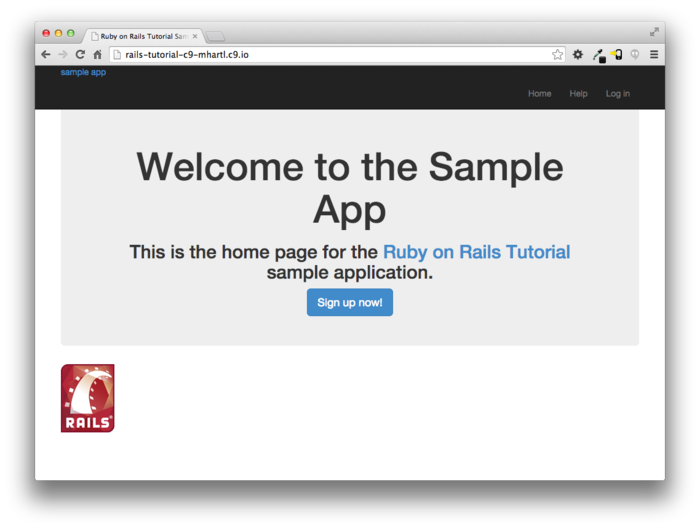 Ruby on Rails Tutorial Sam
rails-tutorial-c9-mhartl.c9.io
sample app
Home Help Log in
Welcome to the Sample
App
This is the home page for the Ruby on Rails Tutorial
sample application.
Sign up now!
RAILS